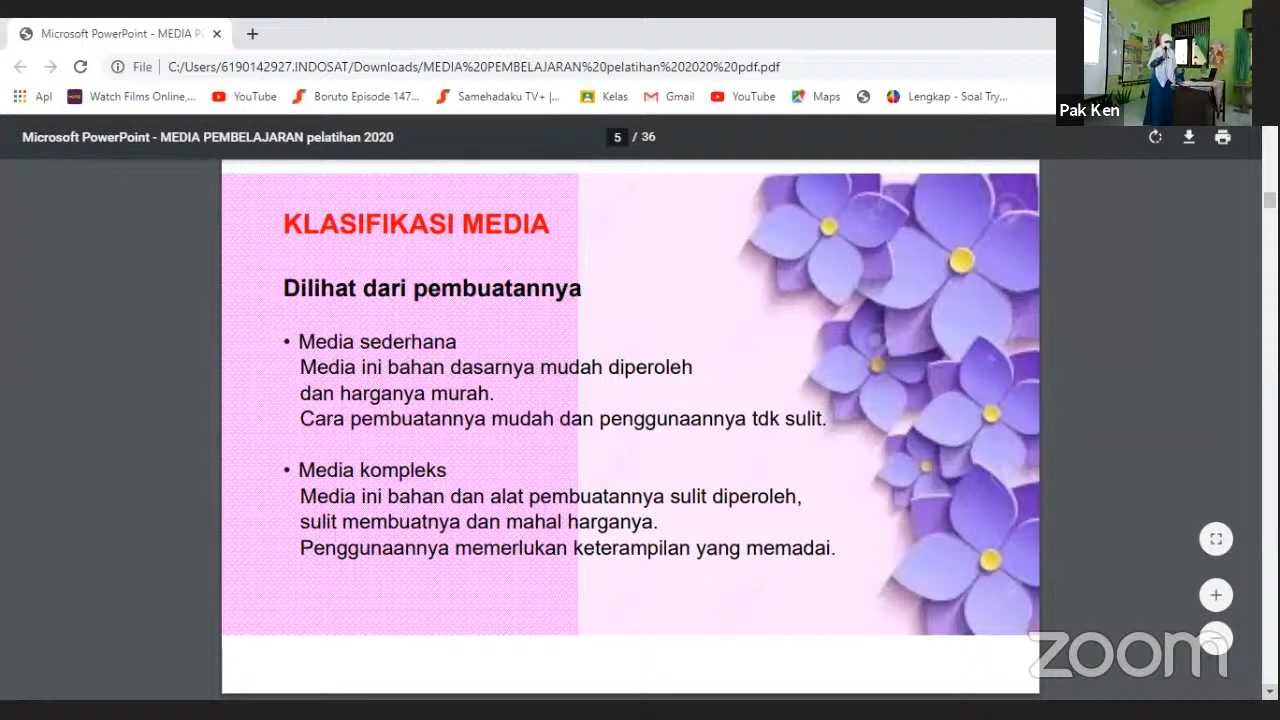 Microsoft PowerPoint - MEDIA P
File
C:/Users/6190142927.INDOSAT/Downloads/MEDIA%20PEMBELAJARAN%20pelatihan%202020%20pdf.pdf
Apl
Watch Films Online,...
YouTube
Boruto Episode 147...
Samehadaku TV+ |...
Kelas
Gmail
YouTube
Maps
Lengkap - Soal Try...
Pak Ken
Microsoft PowerPoint - MEDIA PEMBELAJARAN pelatihan 2020
5 / 36
KLASIFIKASI MEDIA
Dilihat dari pembuatannya
• Media sederhana
Media ini bahan dasarnya mudah diperoleh
dan harganya murah.
Cara pembuatannya mudah dan penggunaannya tdk sulit.
• Media kompleks
Media ini bahan dan alat pembuatannya sulit diperoleh,
sulit membuatnya dan mahal harganya.
Penggunaannya memerlukan keterampilan yang memadai.
zoom